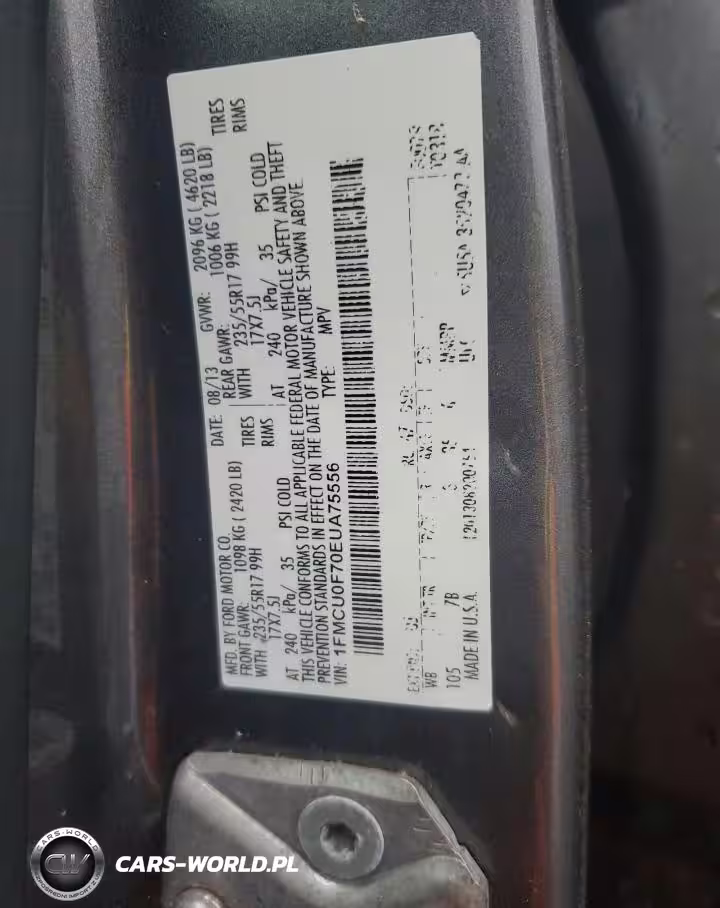 MFD. BY FORD MOTOR CO.
DATE: 08/13
GVWR: 2096 KG ( 4620 LB)
FRONT GAWR: 1098 KG ( 2420 LB)
REAR GAWR: 1006 KG ( 2218 LB)
WITH 235/55R17 99H TIRES
WITH 235/55R17 99H TIRES
17X7.5J RIMS
17X7.5J RIMS
AT 240 kPa/ 35 PSI COLD
AT 240 kPa/ 35 PSI COLD
THIS VEHICLE CONFORMS TO ALL APPLICABLE FEDERAL MOTOR VEHICLE SAFETY AND THEFT
PREVENTION STANDARDS IN EFFECT ON THE DATE OF MANUFACTURE SHOWN ABOVE.
VIN: 1FMCU0F70EUA75556
TYPE: MPV
WB
105 7B
MADE IN U.S.A.
CARS-WORLD
CW
CARS-WORLD.PL